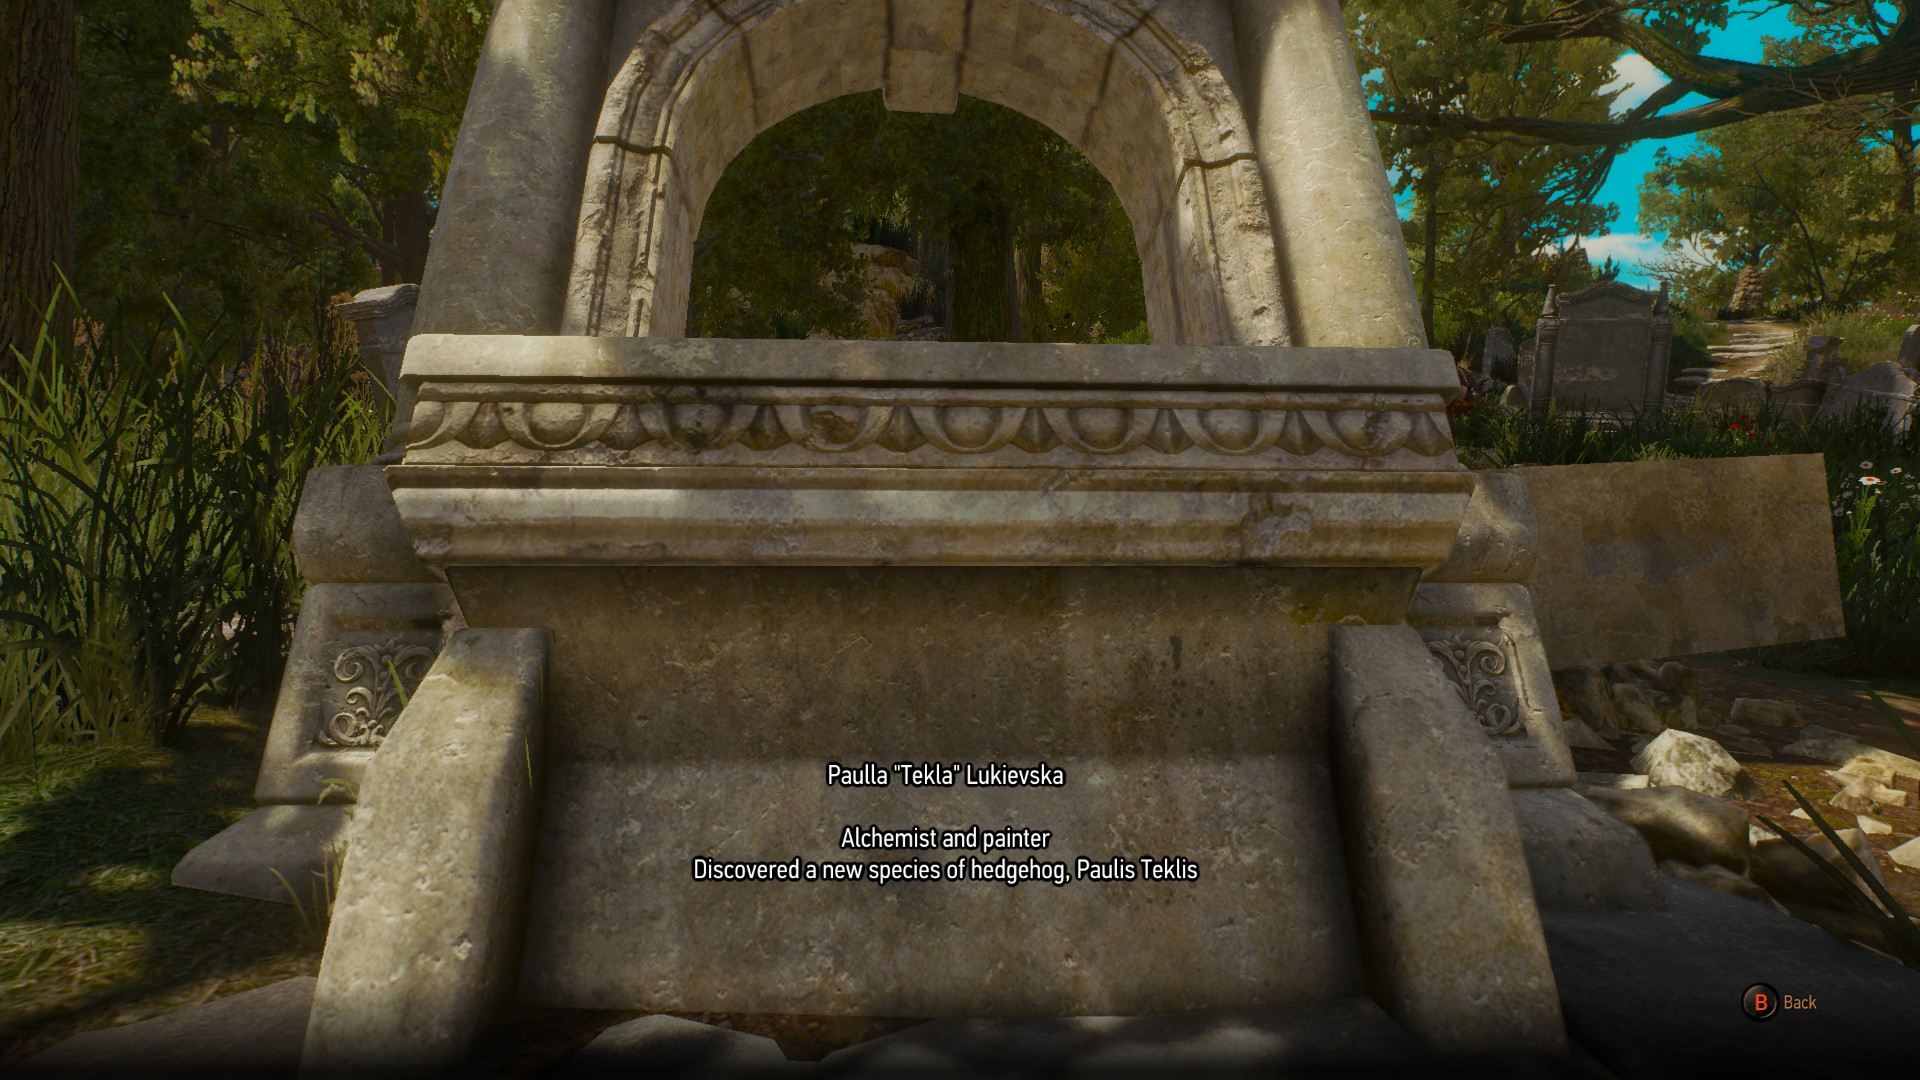 Paulla "Tekla" Lukievska
Alchemist and painter
Discovered a new species of hedgehog, Paulis Teklis
B Back